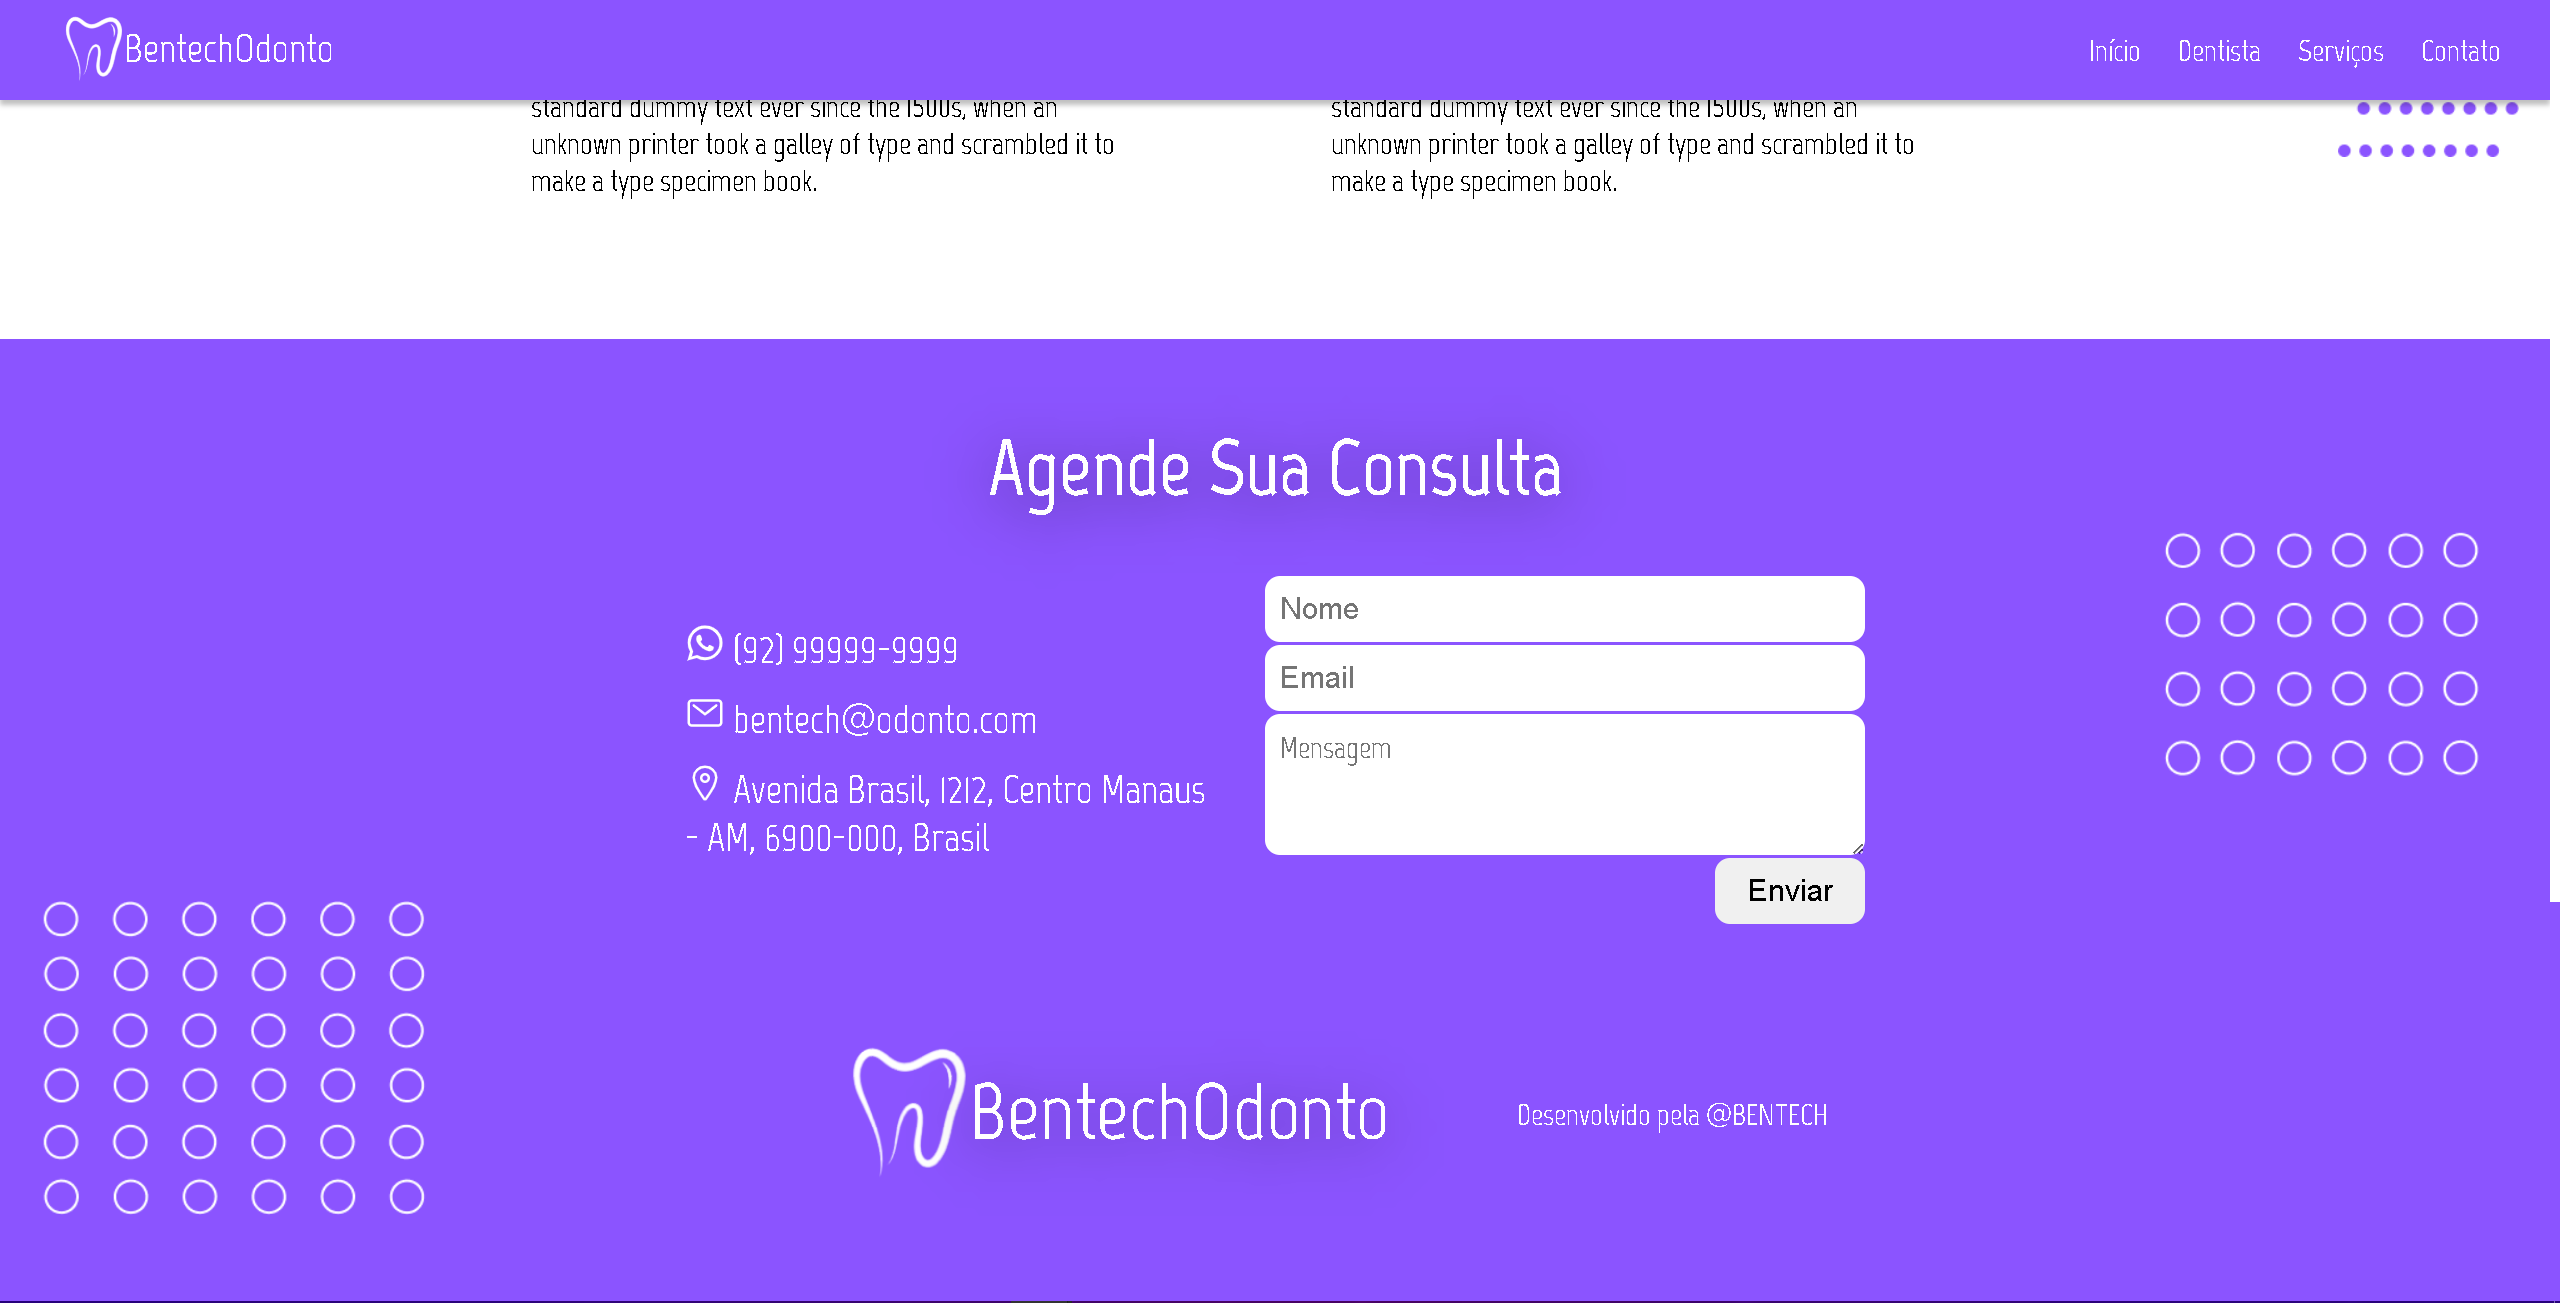 BentechOdonto
Início Dentista Serviços Contato
standard dummy text ever since the 1500s, when an
unknown printer took a galley of type and scrambled it to
make a type specimen book.
standard dummy text ever since the 1500s, when an
unknown printer took a galley of type and scrambled it to
make a type specimen book.
Agende Sua Consulta
(92) 99999-9999
bentech@odonto.com
Avenida Brasil, 1212, Centro Manaus
- AM, 6900-000, Brasil
Nome
Email
Mensagem
Enviar
BentechOdonto
Desenvolvido pela @BENTECH